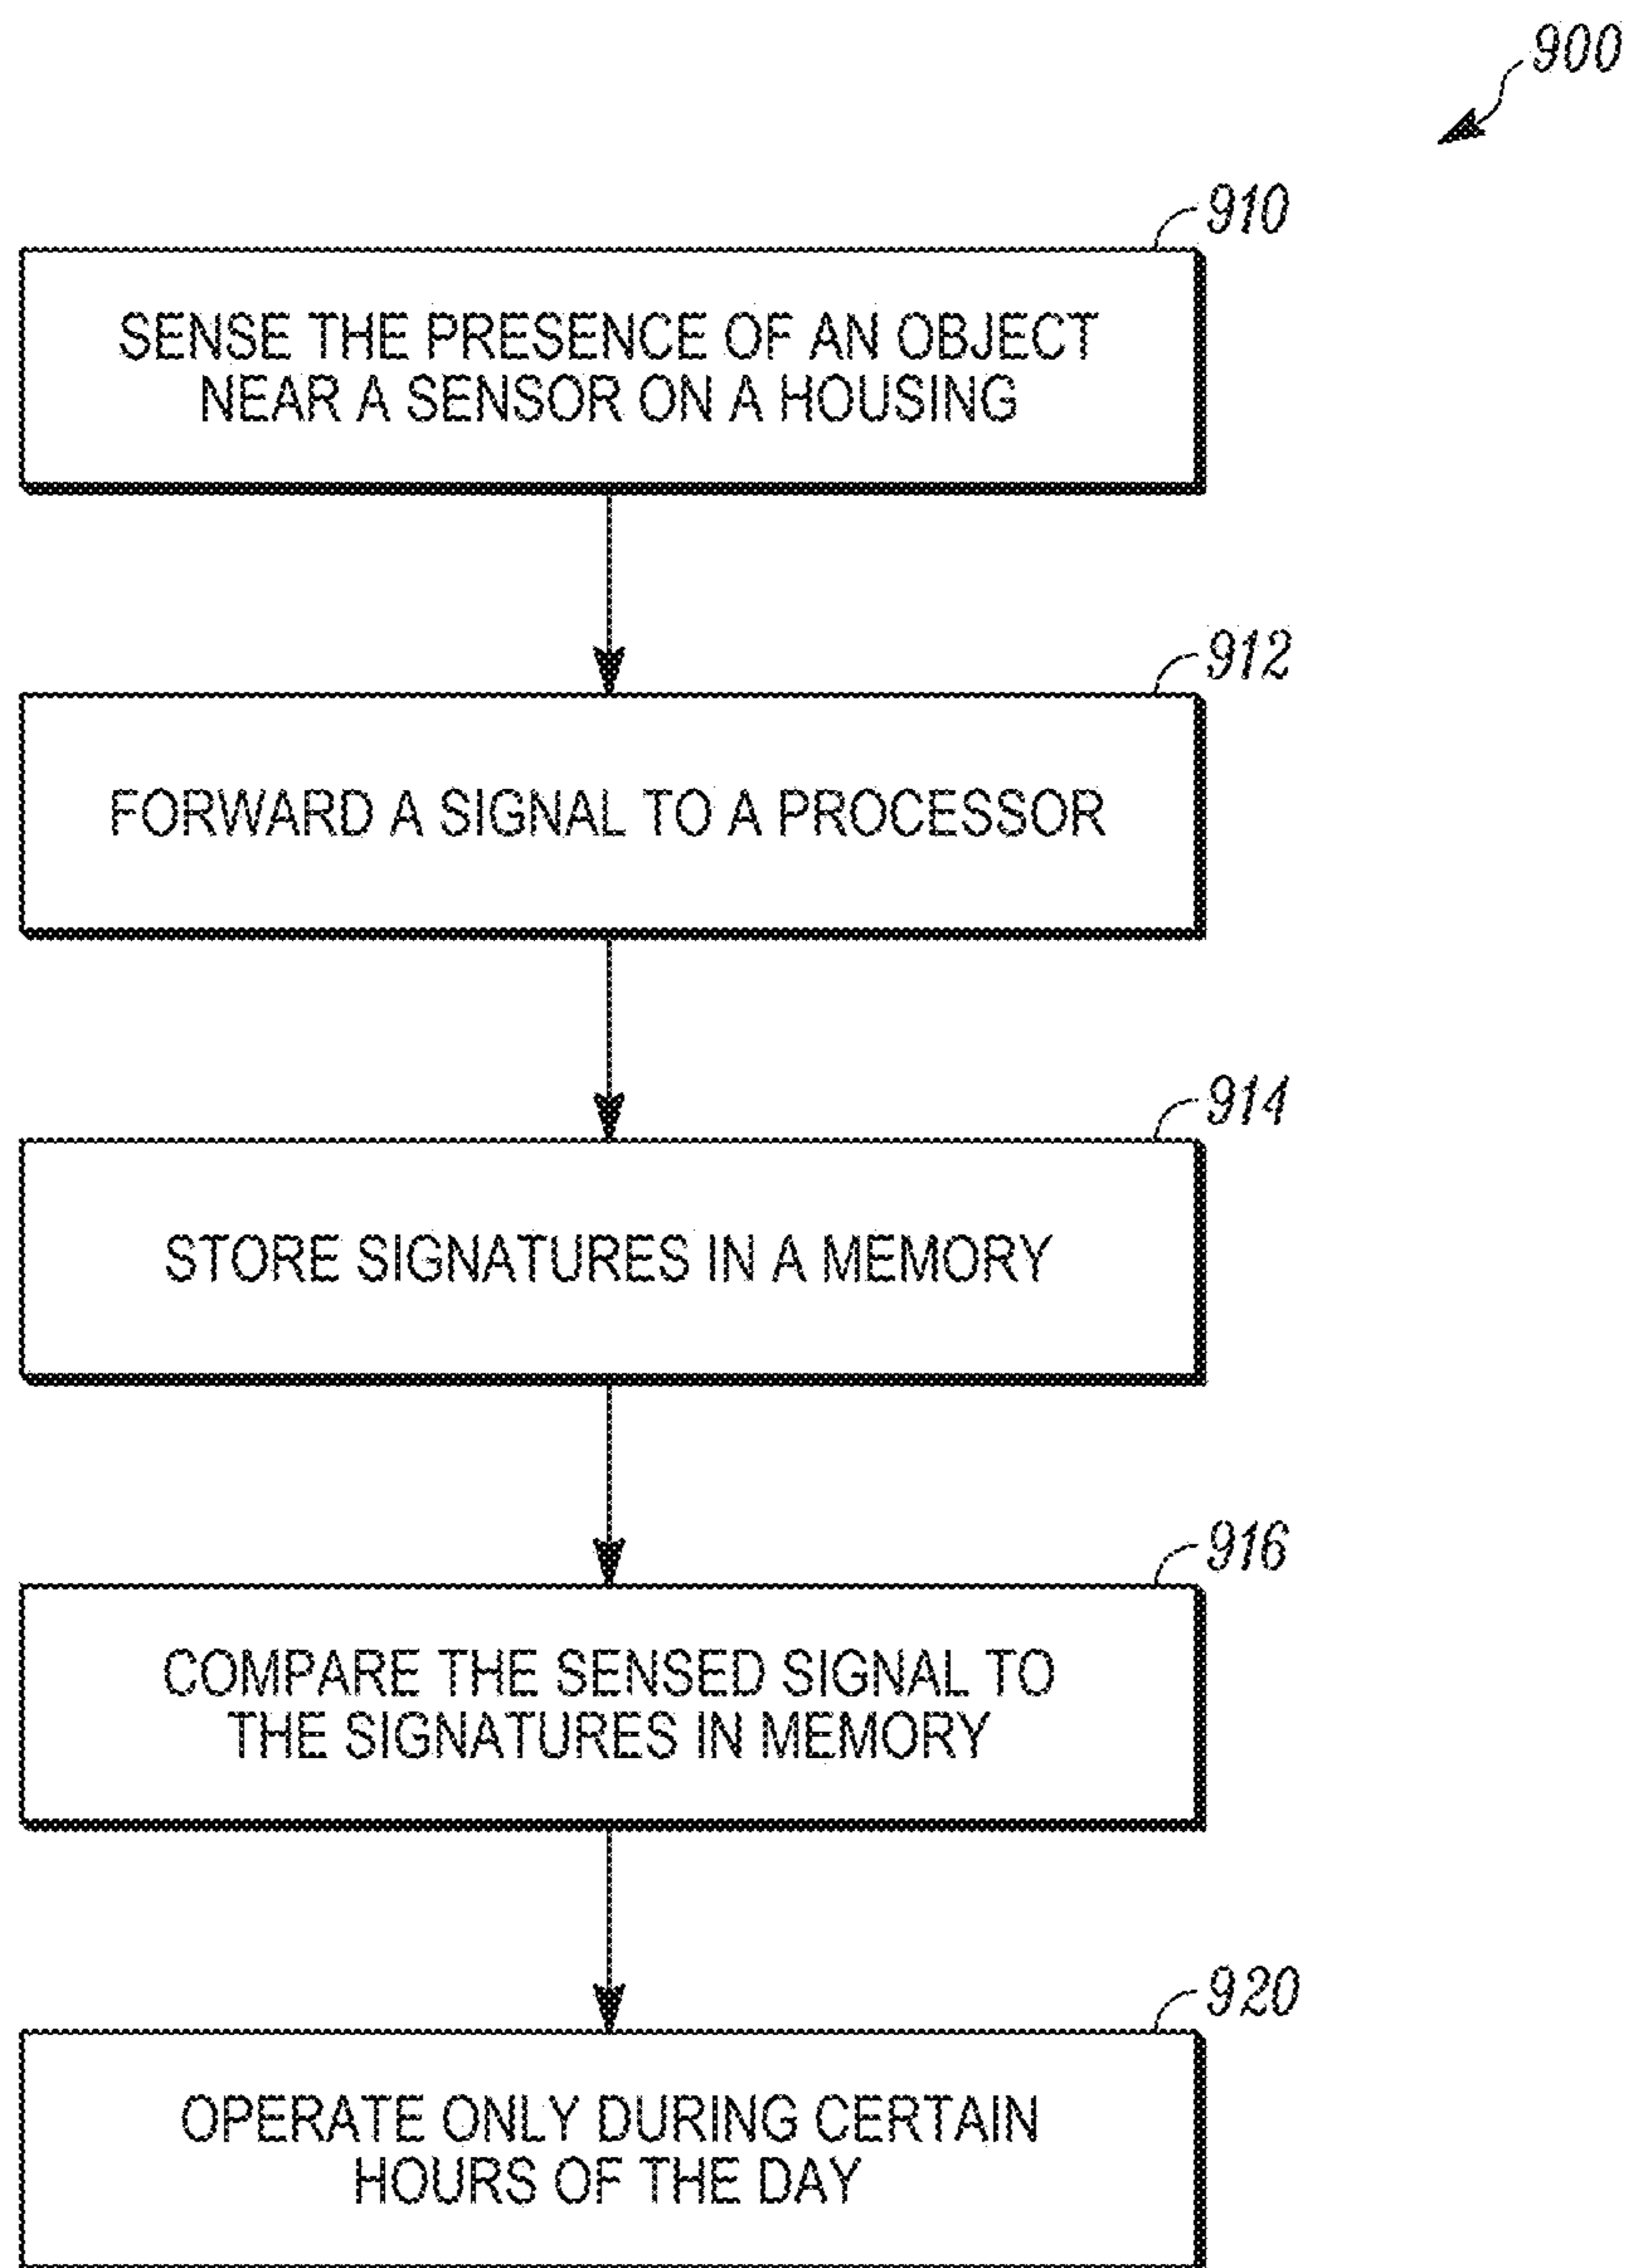 900
910
SENSE THE PRESENCE OF AN OBJECT
NEAR A SENSOR ON A HOUSING
912
FORWARD A SIGNAL TO A PROCESSOR
914
STORE SIGNATURES IN A MEMORY
916
COMPARE THE SENSED SIGNAL TO
THE SIGNATURES IN MEMORY
920
OPERATE ONLY DURING CERTAIN
HOURS OF THE DAY